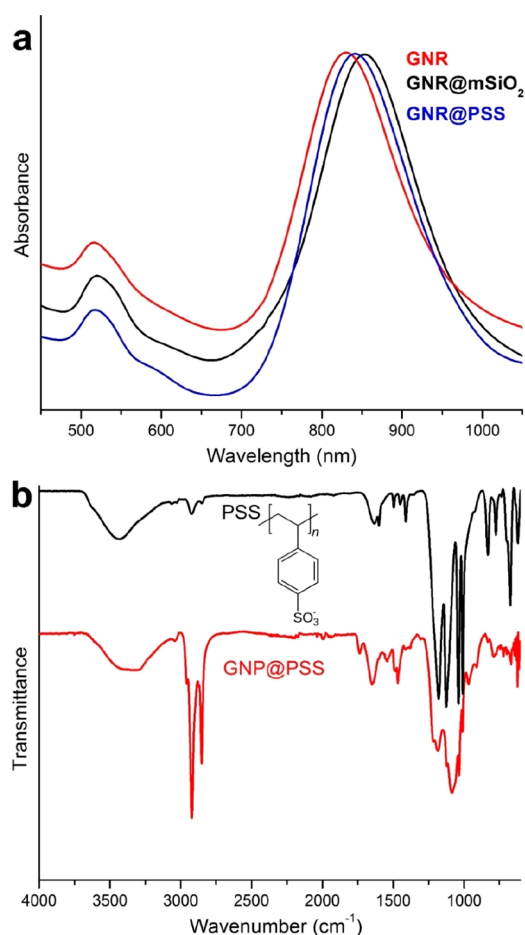 a
GNR
GNR@mSiO₂
GNR@PSS
Absorbance
500 600 700 800 900 1000
Wavelength (nm)
b
PSS
n
SO₃⁻
GNP@PSS
Transmittance
4000 3500 3000 2500 2000 1500 1000
Wavenumber (cm⁻¹)